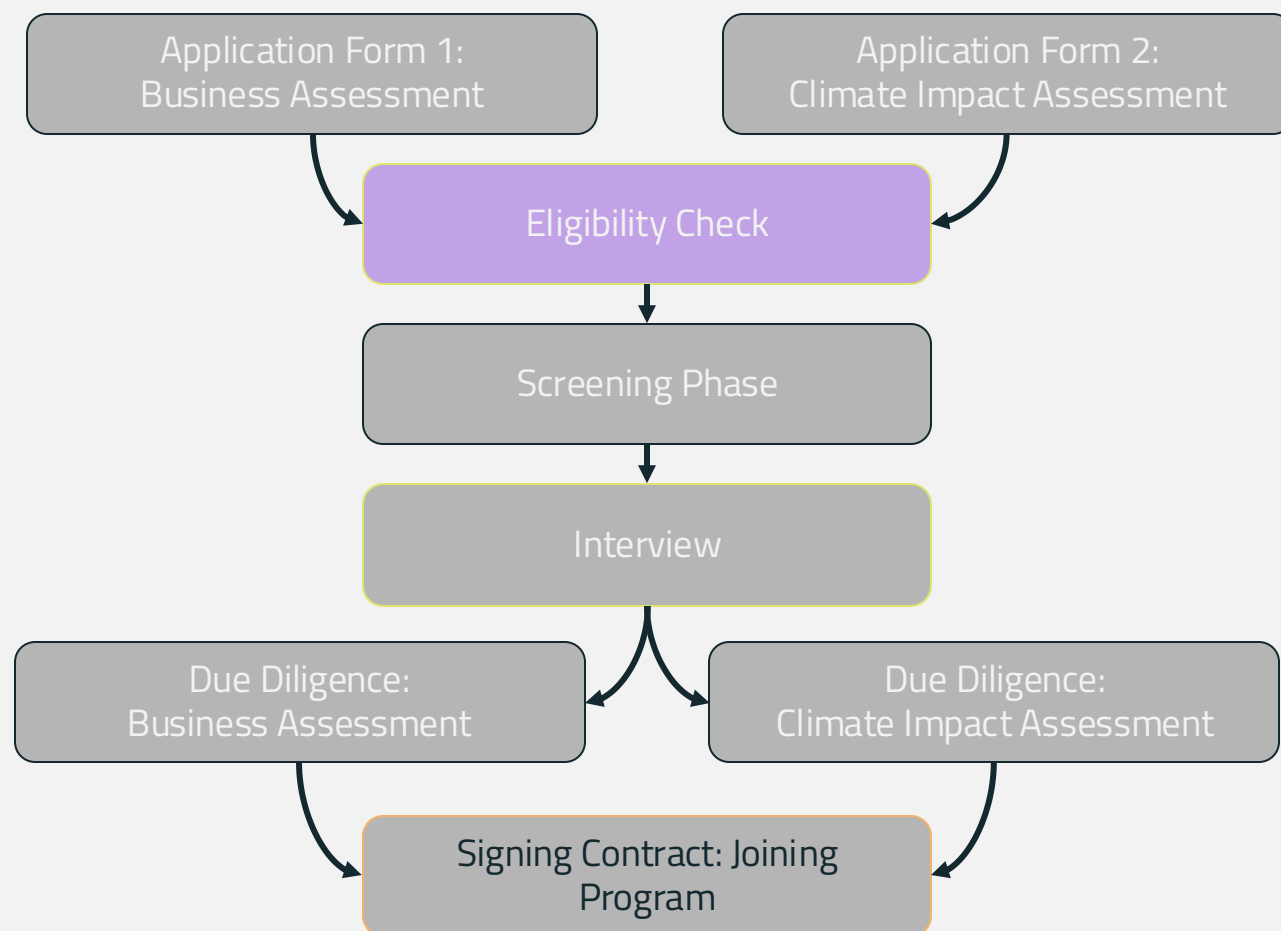 Application Form 1:
Business Assessment
Application Form 2:
Climate Impact Assessment
Eligibility Check
Screening Phase
Interview
Due Diligence:
Business Assessment
Due Diligence:
Climate Impact Assessment
Signing Contract: Joining
Program